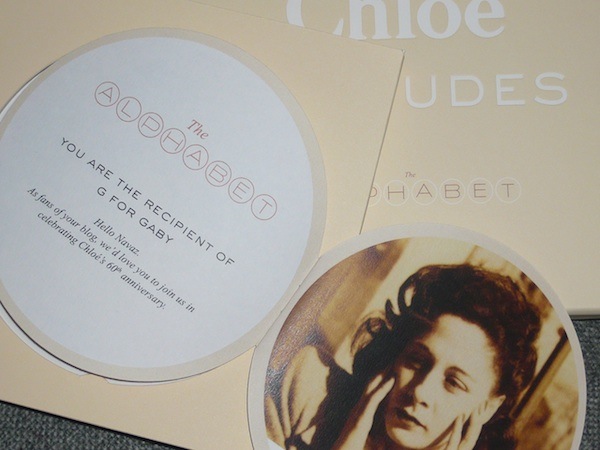 Chloé
UDES
The
PHABET
The
ALPHABET
YOU ARE THE RECIPIENT OF
G FOR GABY
Hello Navaz,
As fans of your blog, we'd love you to join us in
celebrating Chloé's 60th anniversary.